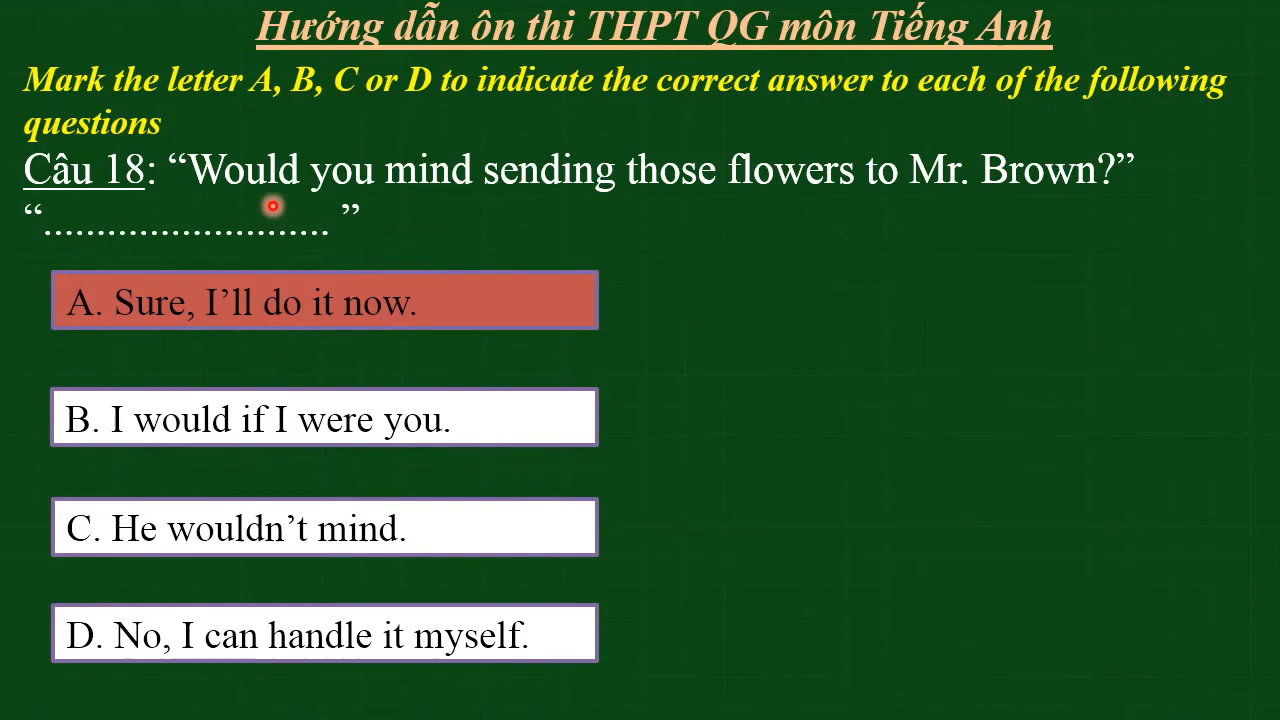 Hướng dẫn ôn thi THPT QG môn Tiếng Anh
Mark the letter A, B, C or D to indicate the correct answer to each of the following
questions
Câu 18: “Would you mind sending those flowers to Mr. Brown?”
“........................... ”
A. Sure, I’ll do it now.
B. I would if I were you.
C. He wouldn’t mind.
D. No, I can handle it myself.